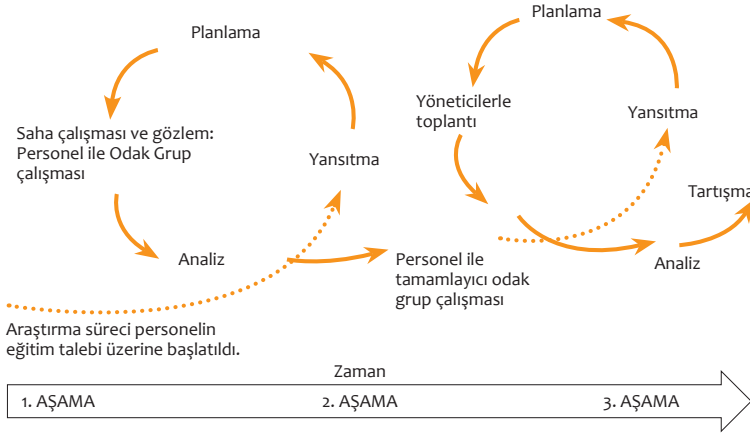 Planlama
Saha çalışması ve gözlem:
Personel ile Odak Grup
çalışması
Yansıtma
Analiz
Araştırma süreci personelin
eğitim talebi üzerine başlatıldı.
Planlama
Yöneticilerle
toplantı
Yansıtma
Tartışma
Personel ile
tamamlayıcı odak
grup çalışması
Analiz
Zaman
1. AŞAMA
2. AŞAMA
3. AŞAMA